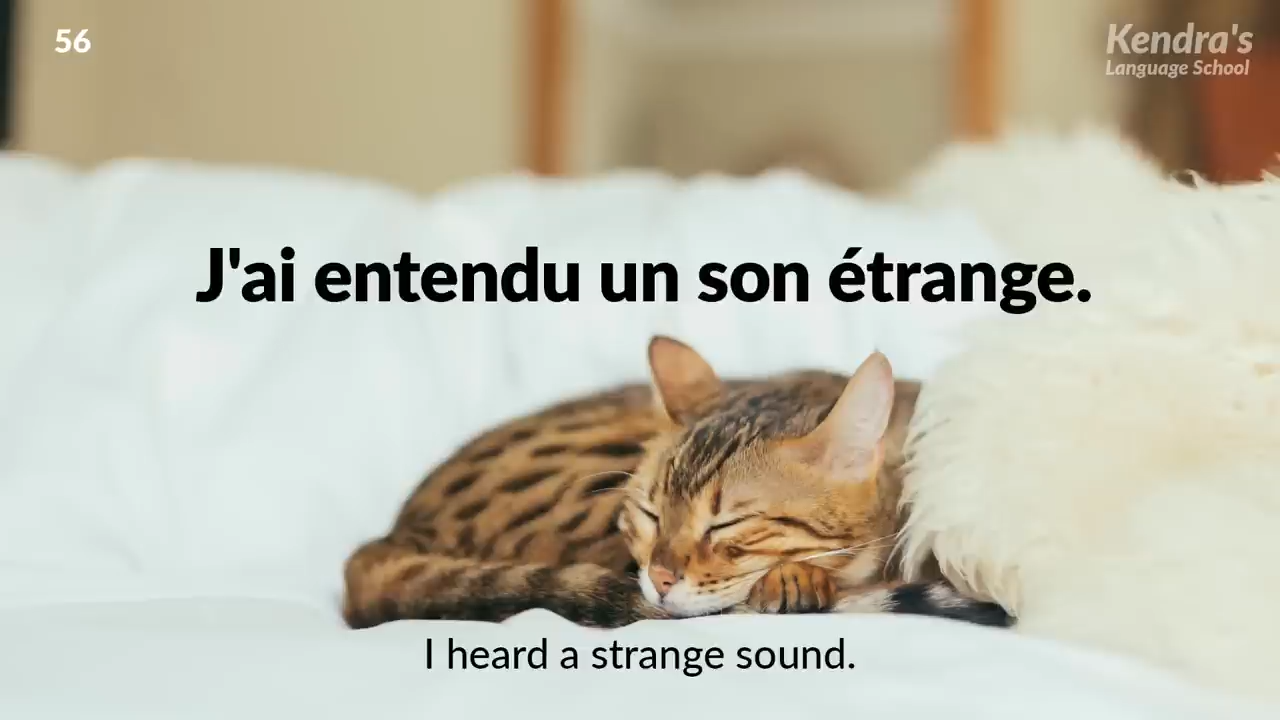 56
Kendra's
Language School
J'ai entendu un son étrange.
I heard a strange sound.